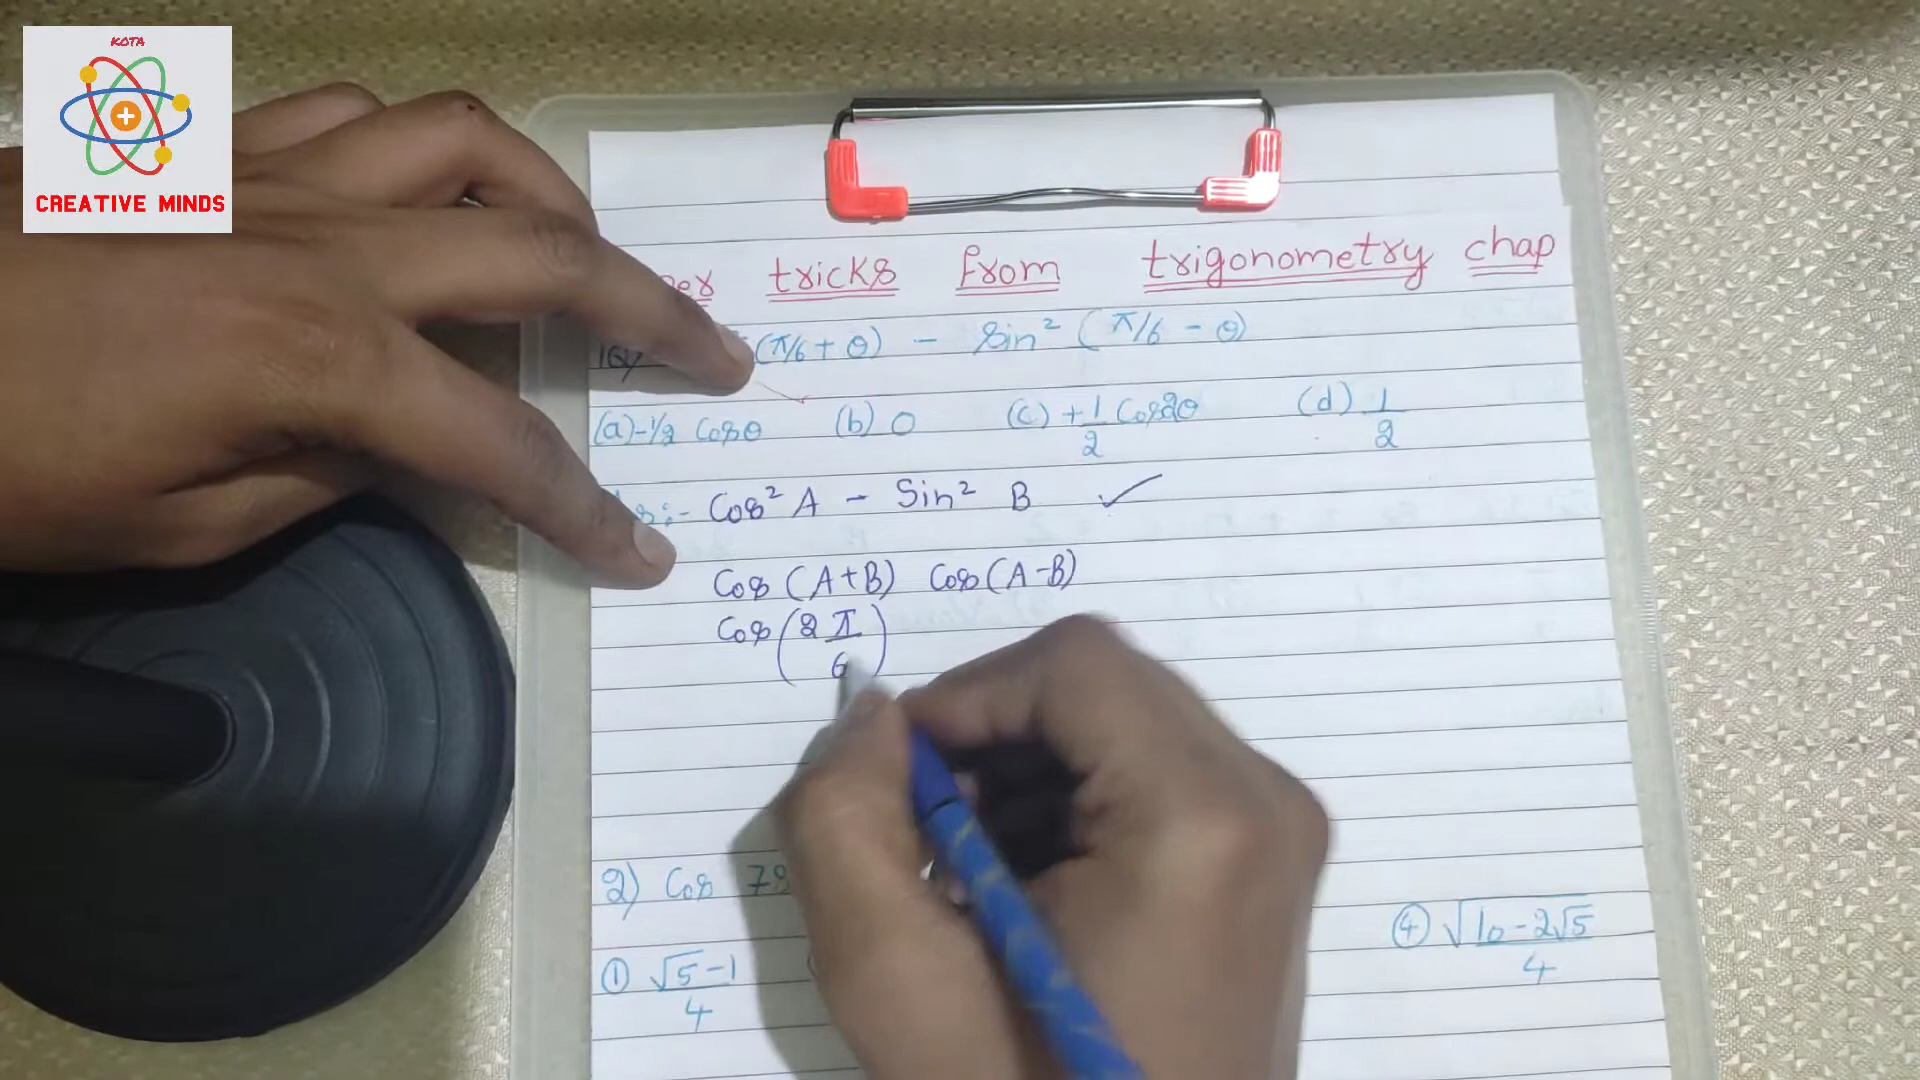 KOTA
CREATIVE MINDS
tricks from trigonometry chap
(π/6 + θ) - Sin² (π/6 - θ)
(a) -1/2 Cosθ (b) 0 (c) +1/2 Cos2θ (d) 1/2
Cos² A - Sin² B ✓
Cos (A+B) Cos (A-B)
Cos (2π/6)
2) Cos 78
① √5-1/4 ④ √10-2√5/4